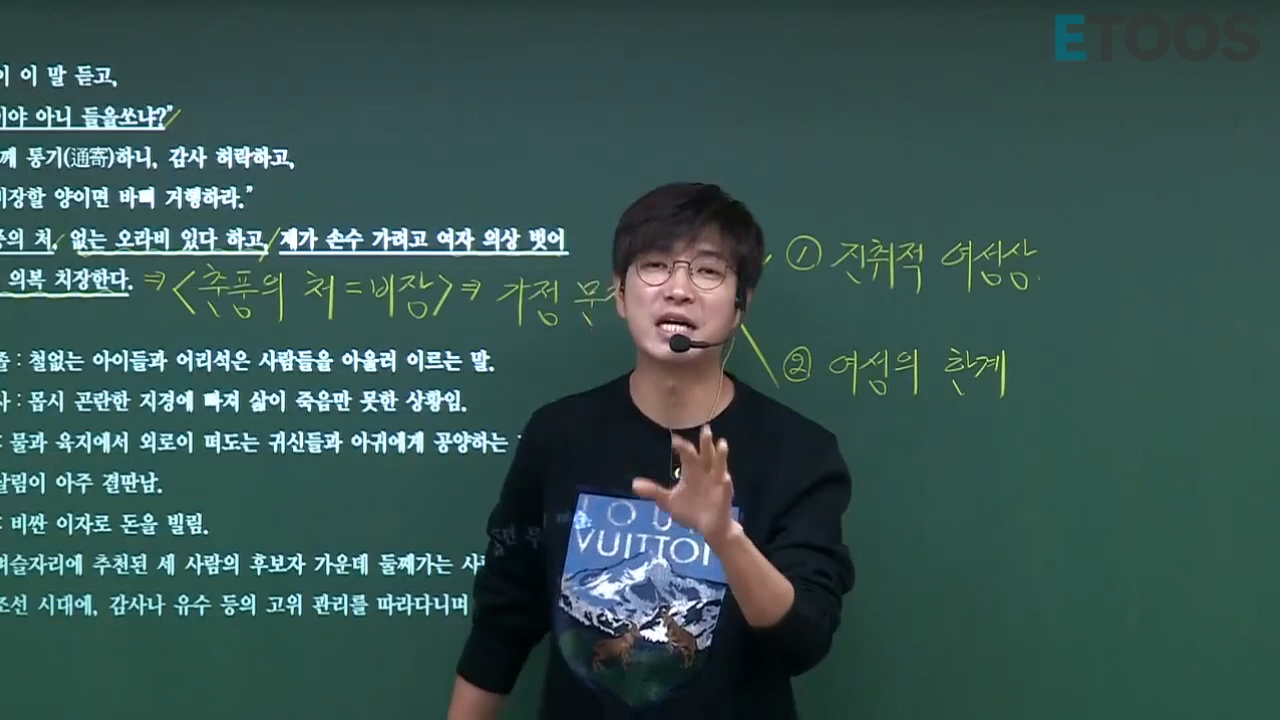 ETOOS
이 말 듣고,
이야 아니 들을쏘냐?”
께 통기(通寄)하니, 감사 허락하고,
비장할 양이면 바삐 거행하라.”
의 처, 없는 오라비 있다 하고, 제가 손수 가려고 여자 의상 벗어
의복 치장한다. ⇒ <춘풍의 처=비장> ⇒ 가정 문
① 진취적 여성상.
② 여성의 한계
: 철없는 아이들과 어리석은 사람들을 아울러 이르는 말.
: 몹시 곤란한 지경에 빠져 삶이 죽음만 못한 상황임.
: 물과 육지에서 외로이 떠도는 귀신들과 아귀에게 공양하는
살림이 아주 결딴남.
: 비싼 이자로 돈을 빌림.
벼슬자리에 추천된 세 사람의 후보자 가운데 둘째가는
조선 시대에, 감사나 유수 등의 고위 관리를 따라다니며
LOU
VUITTON